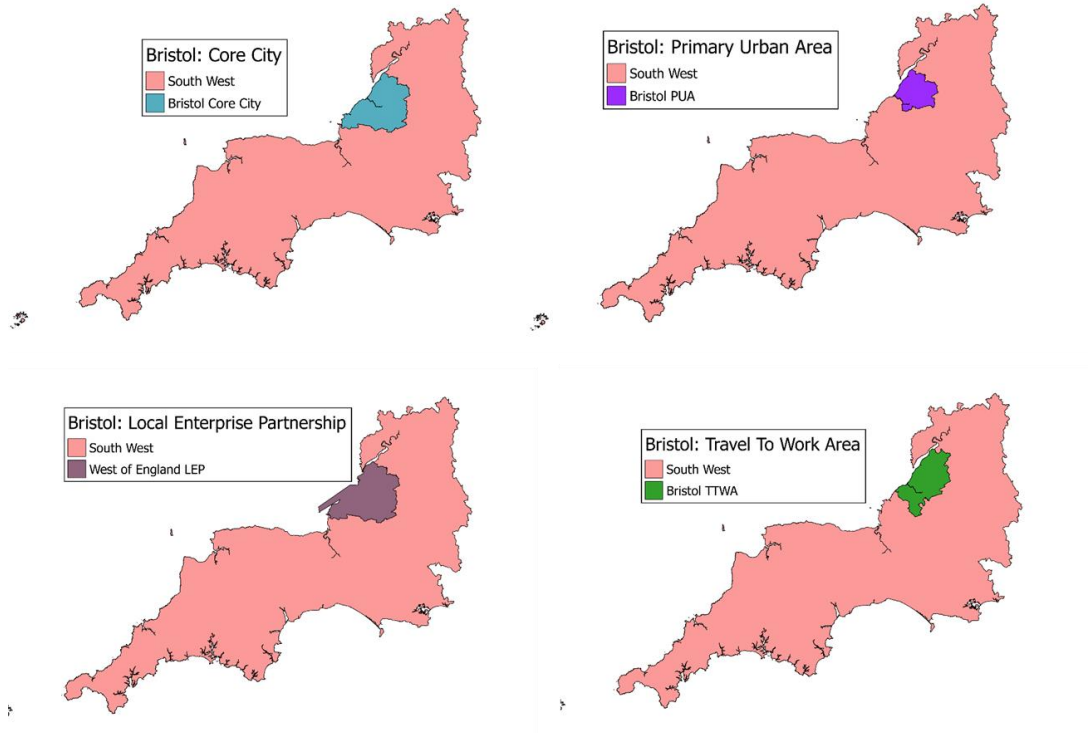 Bristol: Core City
South West
Bristol Core City
Bristol: Primary Urban Area
South West
Bristol PUA
Bristol: Local Enterprise Partnership
South West
West of England LEP
Bristol: Travel To Work Area
South West
Bristol TTWA